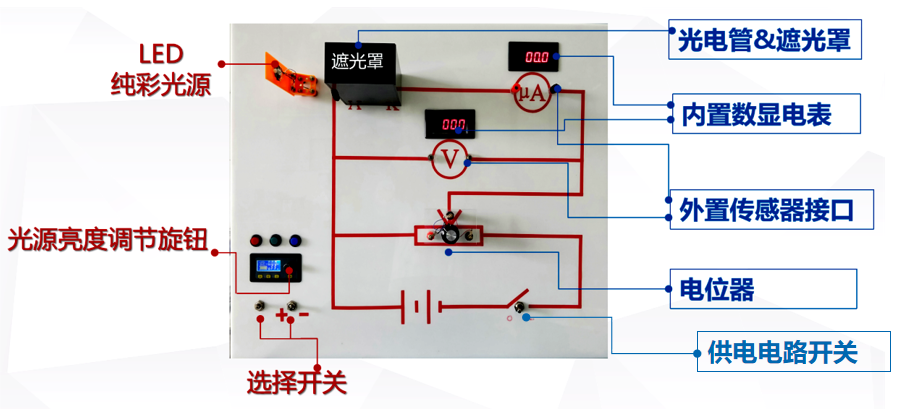 LED
纯彩光源
遮光罩
00.0
光电管&遮光罩
μA
内置数显电表
000
V
外置传感器接口
光源亮度调节旋钮
电位器
+ −
供电电路开关
选择开关